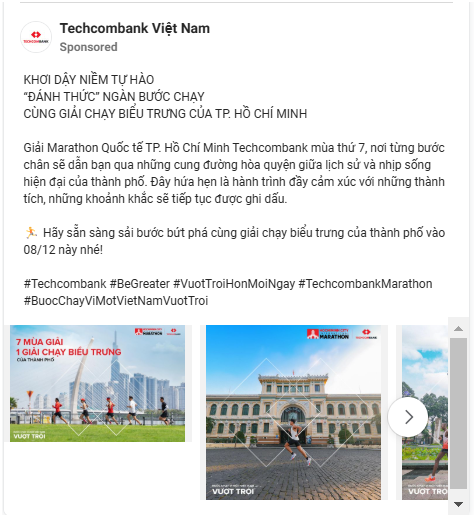 Techcombank Việt Nam
Sponsored
KHƠI DẬY NIỀM TỰ HÀO
“ĐÁNH THỨC” NGÀN BƯỚC CHẠY
CÙNG GIẢI CHẠY BIỂU TRƯNG CỦA TP. HỒ CHÍ MINH
Giải Marathon Quốc tế TP. Hồ Chí Minh Techcombank mùa thứ 7, nơi từng bước
chân sẽ dẫn bạn qua những cung đường hòa quyện giữa lịch sử và nhịp sống
hiện đại của thành phố. Đây hứa hẹn là hành trình đầy cảm xúc với những thành
tích, những khoảnh khắc sẽ tiếp tục được ghi dấu.
🏃 Hãy sẵn sàng sải bước bứt phá cùng giải chạy biểu trưng của thành phố vào
08/12 này nhé!
#Techcombank #BeGreater #VuotTroiHonMoiNgay #TechcombankMarathon
#BuocChayViMotVietNamVuotTroi
7 MÙA GIẢI
1 GIẢI CHẠY BIỂU TRƯNG
CỦA THÀNH PHỐ
MARATHON
VƯỢT TRỘI
MARATHON
TECHCOMBANK
VƯỢT TRỘI
VƯỢT TRỘI